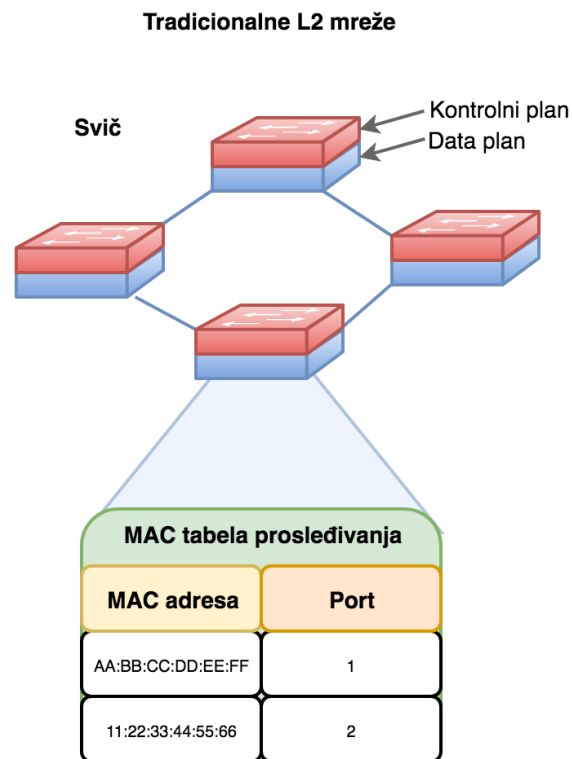 Tradicionalne L2 mreže
Svič
Kontrolni plan
Data plan
MAC tabela prosleđivanja
MAC adresa Port
AA:BB:CC:DD:EE:FF 1
11:22:33:44:55:66 2